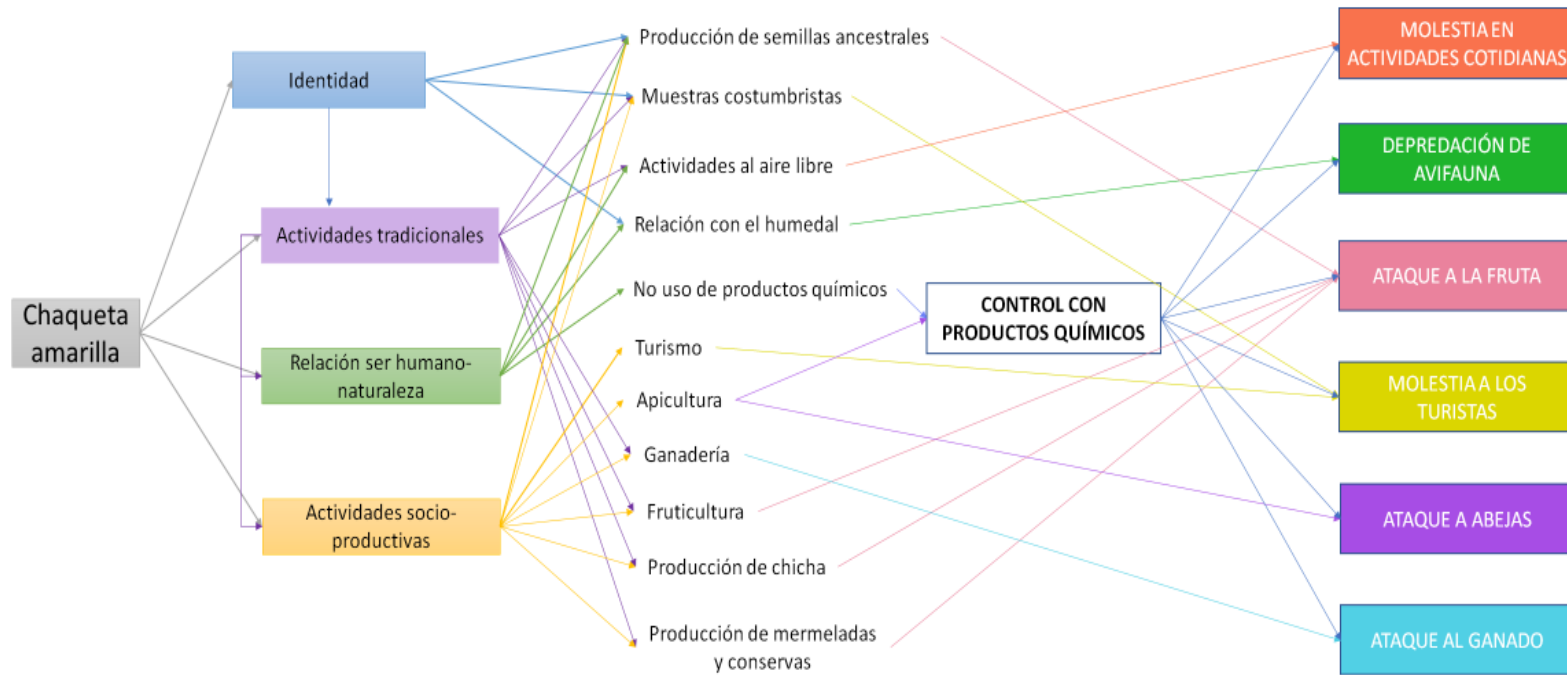 Chaqueta
amarilla
Identidad
Actividades tradicionales
Relación ser humano-
naturaleza
Actividades socio-
productivas
Producción de semillas ancestrales
Muestras costumbristas
Actividades al aire libre
Relación con el humedal
No uso de productos químicos
Turismo
Apicultura
Ganadería
Fruticultura
Producción de chicha
Producción de mermeladas
y conservas
CONTROL CON
PRODUCTOS QUÍMICOS
MOLESTIA EN
ACTIVIDADES COTIDIANAS
DEPREDACIÓN DE
AVIFAUNA
ATAQUE A LA FRUTA
MOLESTIA A LOS
TURISTAS
ATAQUE A ABEJAS
ATAQUE AL GANADO